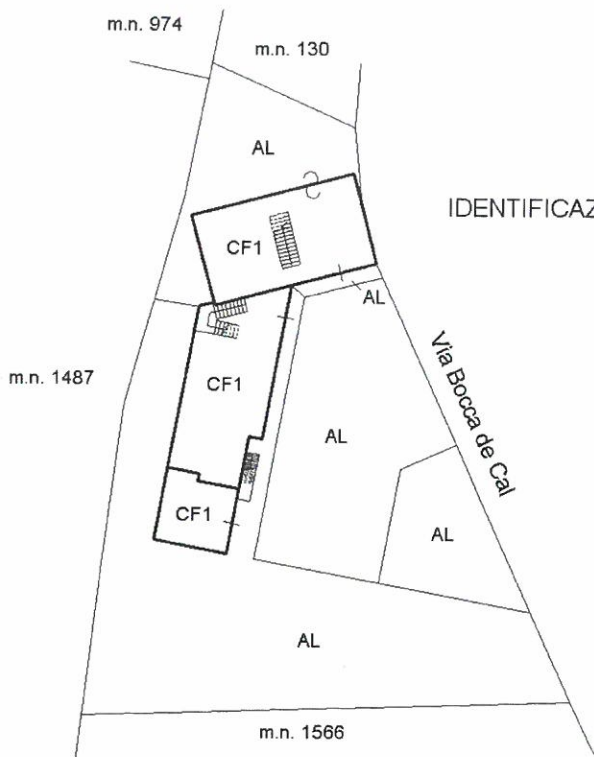 m.n. 974
m.n. 130
AL
IDENTIFICAZ
CF1
AL
m.n. 1487
CF1
Via Bocca de Cal
AL
CF1
AL
AL
m.n. 1566